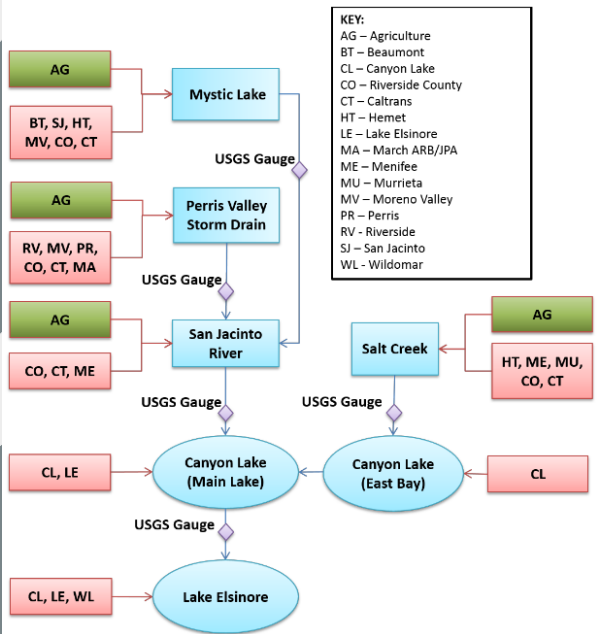 KEY:
AG – Agriculture
BT – Beaumont
CL – Canyon Lake
CO – Riverside County
CT – Caltrans
HT – Hemet
LE – Lake Elsinore
MA – March ARB/JPA
ME – Menifee
MU – Murrieta
MV – Moreno Valley
PR – Perris
RV - Riverside
SJ – San Jacinto
WL - Wildomar
AG
BT, SJ, HT,
MV, CO, CT
Mystic Lake
USGS Gauge
AG
RV, MV, PR,
CO, CT, MA
Perris Valley
Storm Drain
USGS Gauge
AG
CO, CT, ME
San Jacinto
River
Salt Creek
AG
HT, ME, MU,
CO, CT
USGS Gauge
USGS Gauge
CL, LE
Canyon Lake
(Main Lake)
Canyon Lake
(East Bay)
CL
USGS Gauge
CL, LE, WL
Lake Elsinore